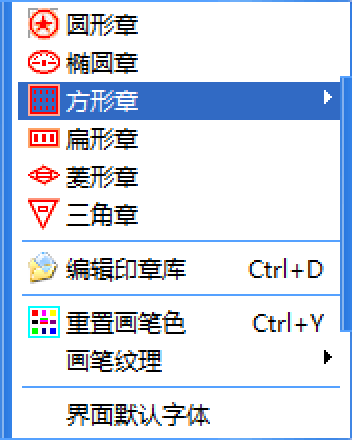 圆形章
椭圆章
方形章
扁形章
菱形章
三角章
编辑印章库 Ctrl+D
重置画笔色 Ctrl+Y
画笔纹理
界面默认字体